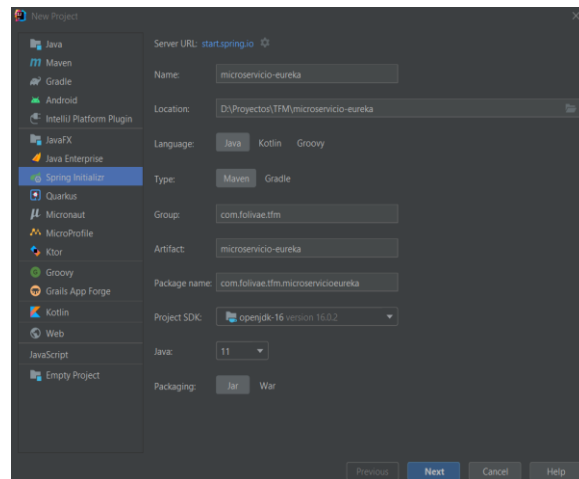 New Project
Java
Maven
Gradle
Android
IntelliJ Platform Plugin
JavaFX
Java Enterprise
Spring Initializr
Quarkus
Micronaut
MicroProfile
Ktor
Groovy
Grails App Forge
Kotlin
Web
JavaScript
Empty Project
Server URL: start.spring.io
Name: microservicio-eureka
Location: D:\Proyectos\TFM\microservicio-eureka
Language: Java Kotlin Groovy
Type: Maven Gradle
Group: com.folivae.tfm
Artifact: microservicio-eureka
Package name: com.folivae.tfm.microservicioeureka
Project SDK: openjdk-16 version 16.0.2
Java: 11
Packaging: Jar War
Previous Next Cancel Help